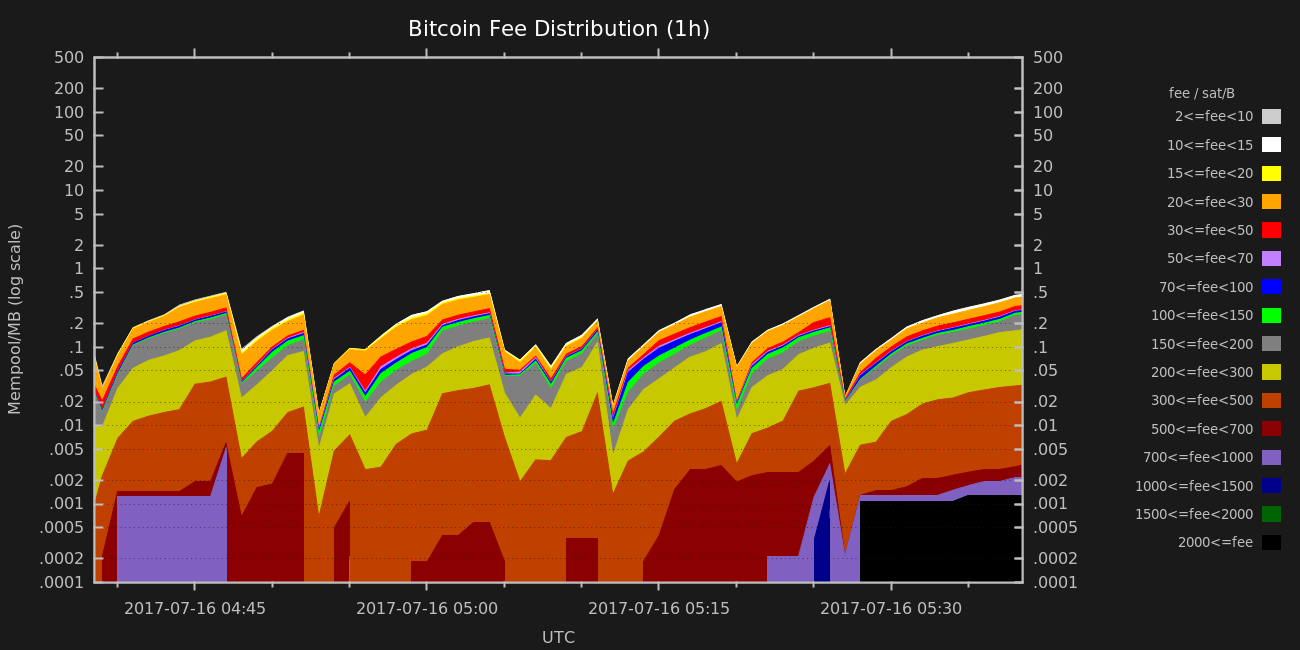 Bitcoin Fee Distribution (1h)
Mempool/MB (log scale)
500
200
100
50
20
10
5
2
1
.5
.2
.1
.05
.02
.01
.005
.002
.001
.0005
.0002
.0001
500
200
100
50
20
10
5
2
1
.5
.2
.1
.05
.02
.01
.005
.002
.001
.0005
.0002
.0001
2017-07-16 04:45
2017-07-16 05:00
2017-07-16 05:15
2017-07-16 05:30
UTC
fee / sat/B
2<=fee<10
10<=fee<15
15<=fee<20
20<=fee<30
30<=fee<50
50<=fee<70
70<=fee<100
100<=fee<150
150<=fee<200
200<=fee<300
300<=fee<500
500<=fee<700
700<=fee<1000
1000<=fee<1500
1500<=fee<2000
2000<=fee